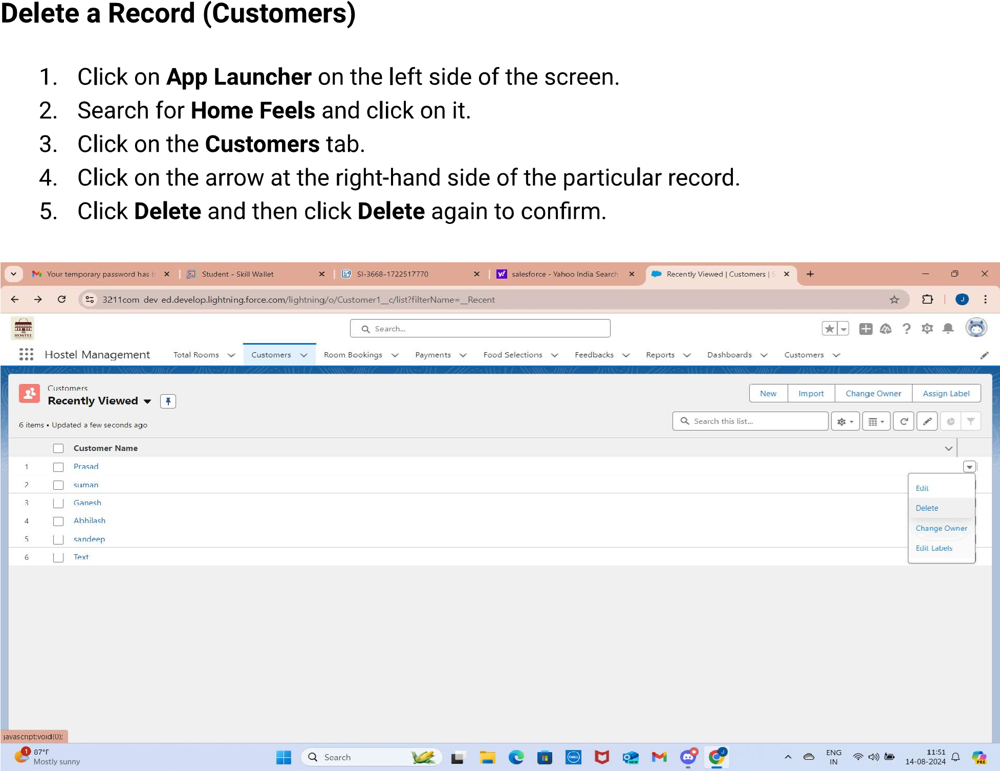 Delete a Record (Customers)
1. Click on App Launcher on the left side of the screen.
2. Search for Home Feels and click on it.
3. Click on the Customers tab.
4. Click on the arrow at the right-hand side of the particular record.
5. Click Delete and then click Delete again to confirm.
Your temporary password has b
Student - Skill Wallet
SI-3668-1722517770
salesforce - Yahoo India Search
Recently Viewed | Customers | S
3211com dev ed.develop.lightning.force.com/lightning/o/Customer1__c/list?filterName=__Recent
J
HOSTEL
Search...
Hostel Management
Total Rooms
Customers
Room Bookings
Payments
Food Selections
Feedbacks
Reports
Dashboards
Customers
Customers
Recently Viewed
New
Import
Change Owner
Assign Label
6 items • Updated a few seconds ago
Search this list...
Customer Name
1 Prasad
2 suman
3 Ganesh
4 Abhilash
5 sandeep
6 Text
Edit
Delete
Change Owner
Edit Labels
javascript:void(0);
1
87°F
Mostly sunny
Search
DELL
NEW
J
ENG
IN
11:51
14-08-2024
PRE